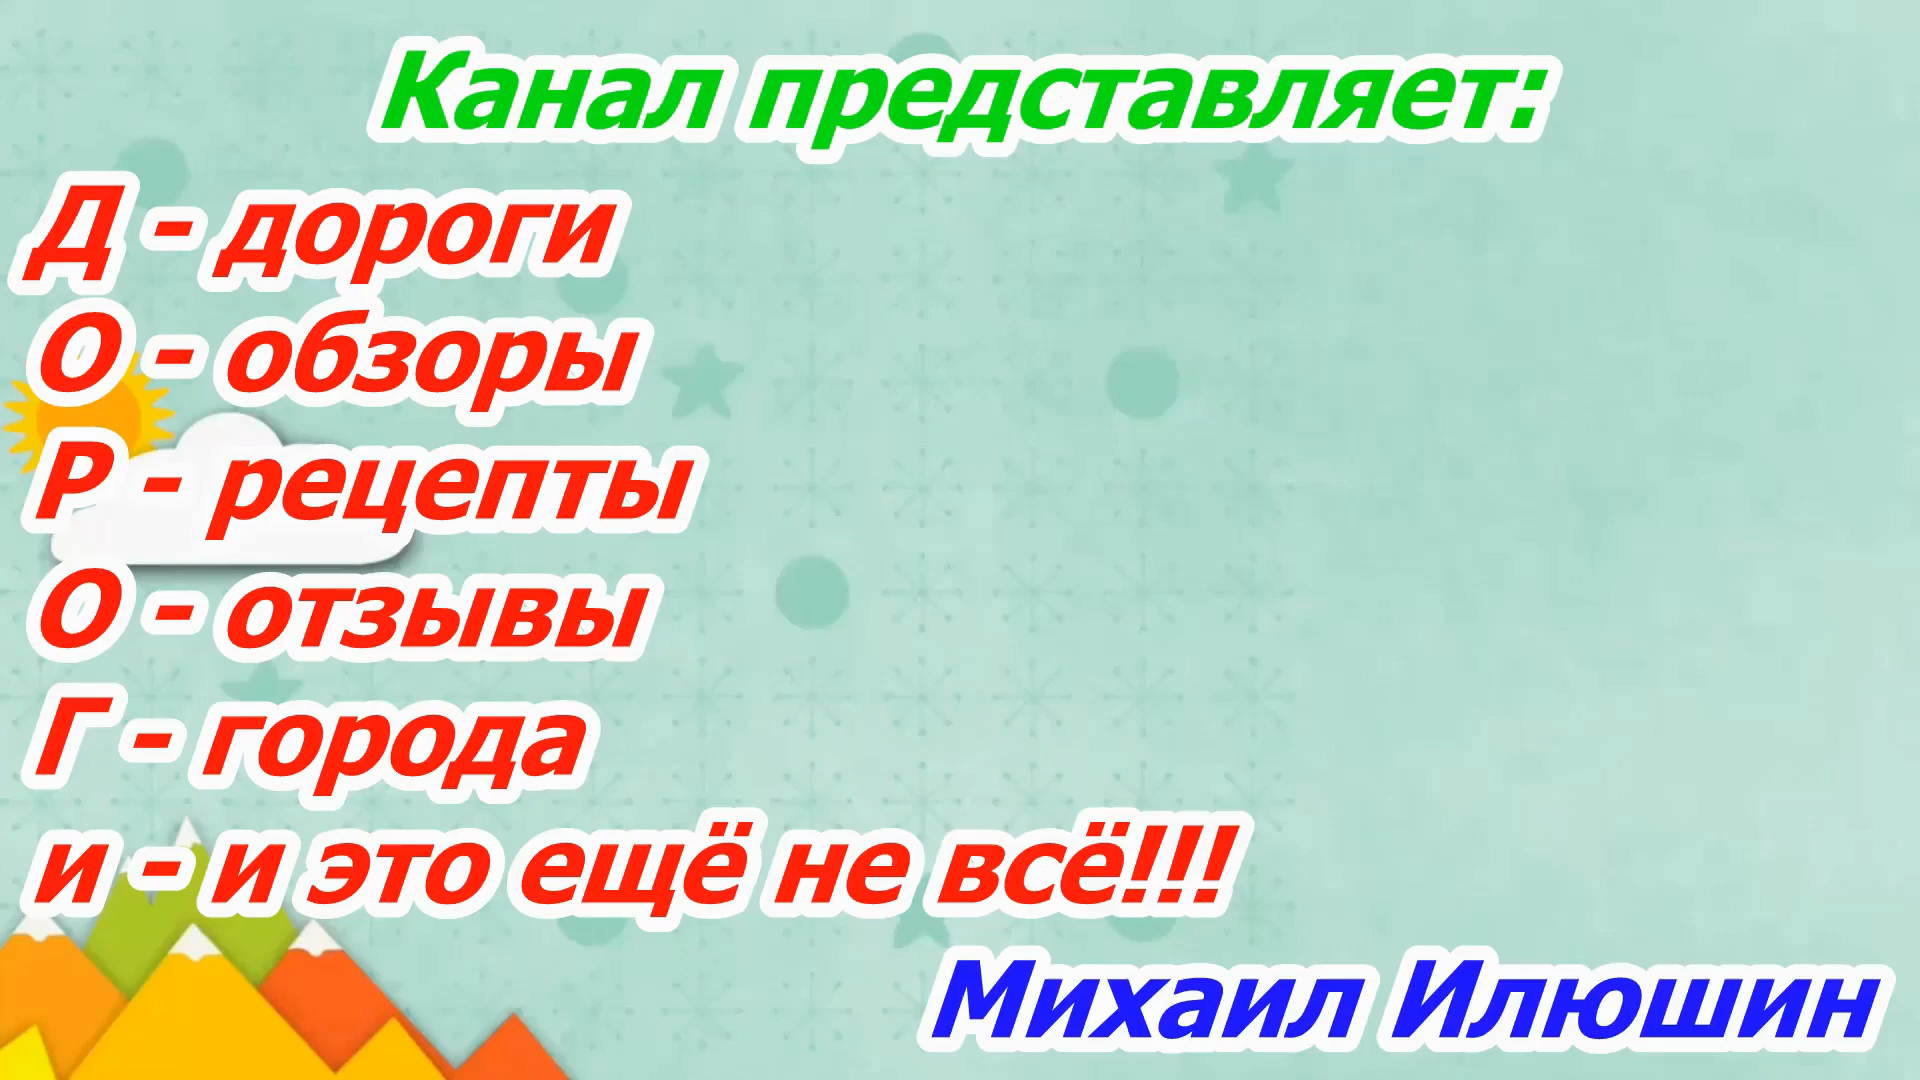 Канал представляет:
Д - дороги
О - обзоры
Р - рецепты
О - отзывы
Г - города
и - и это ещё не всё!!!
Михаил Илюшин